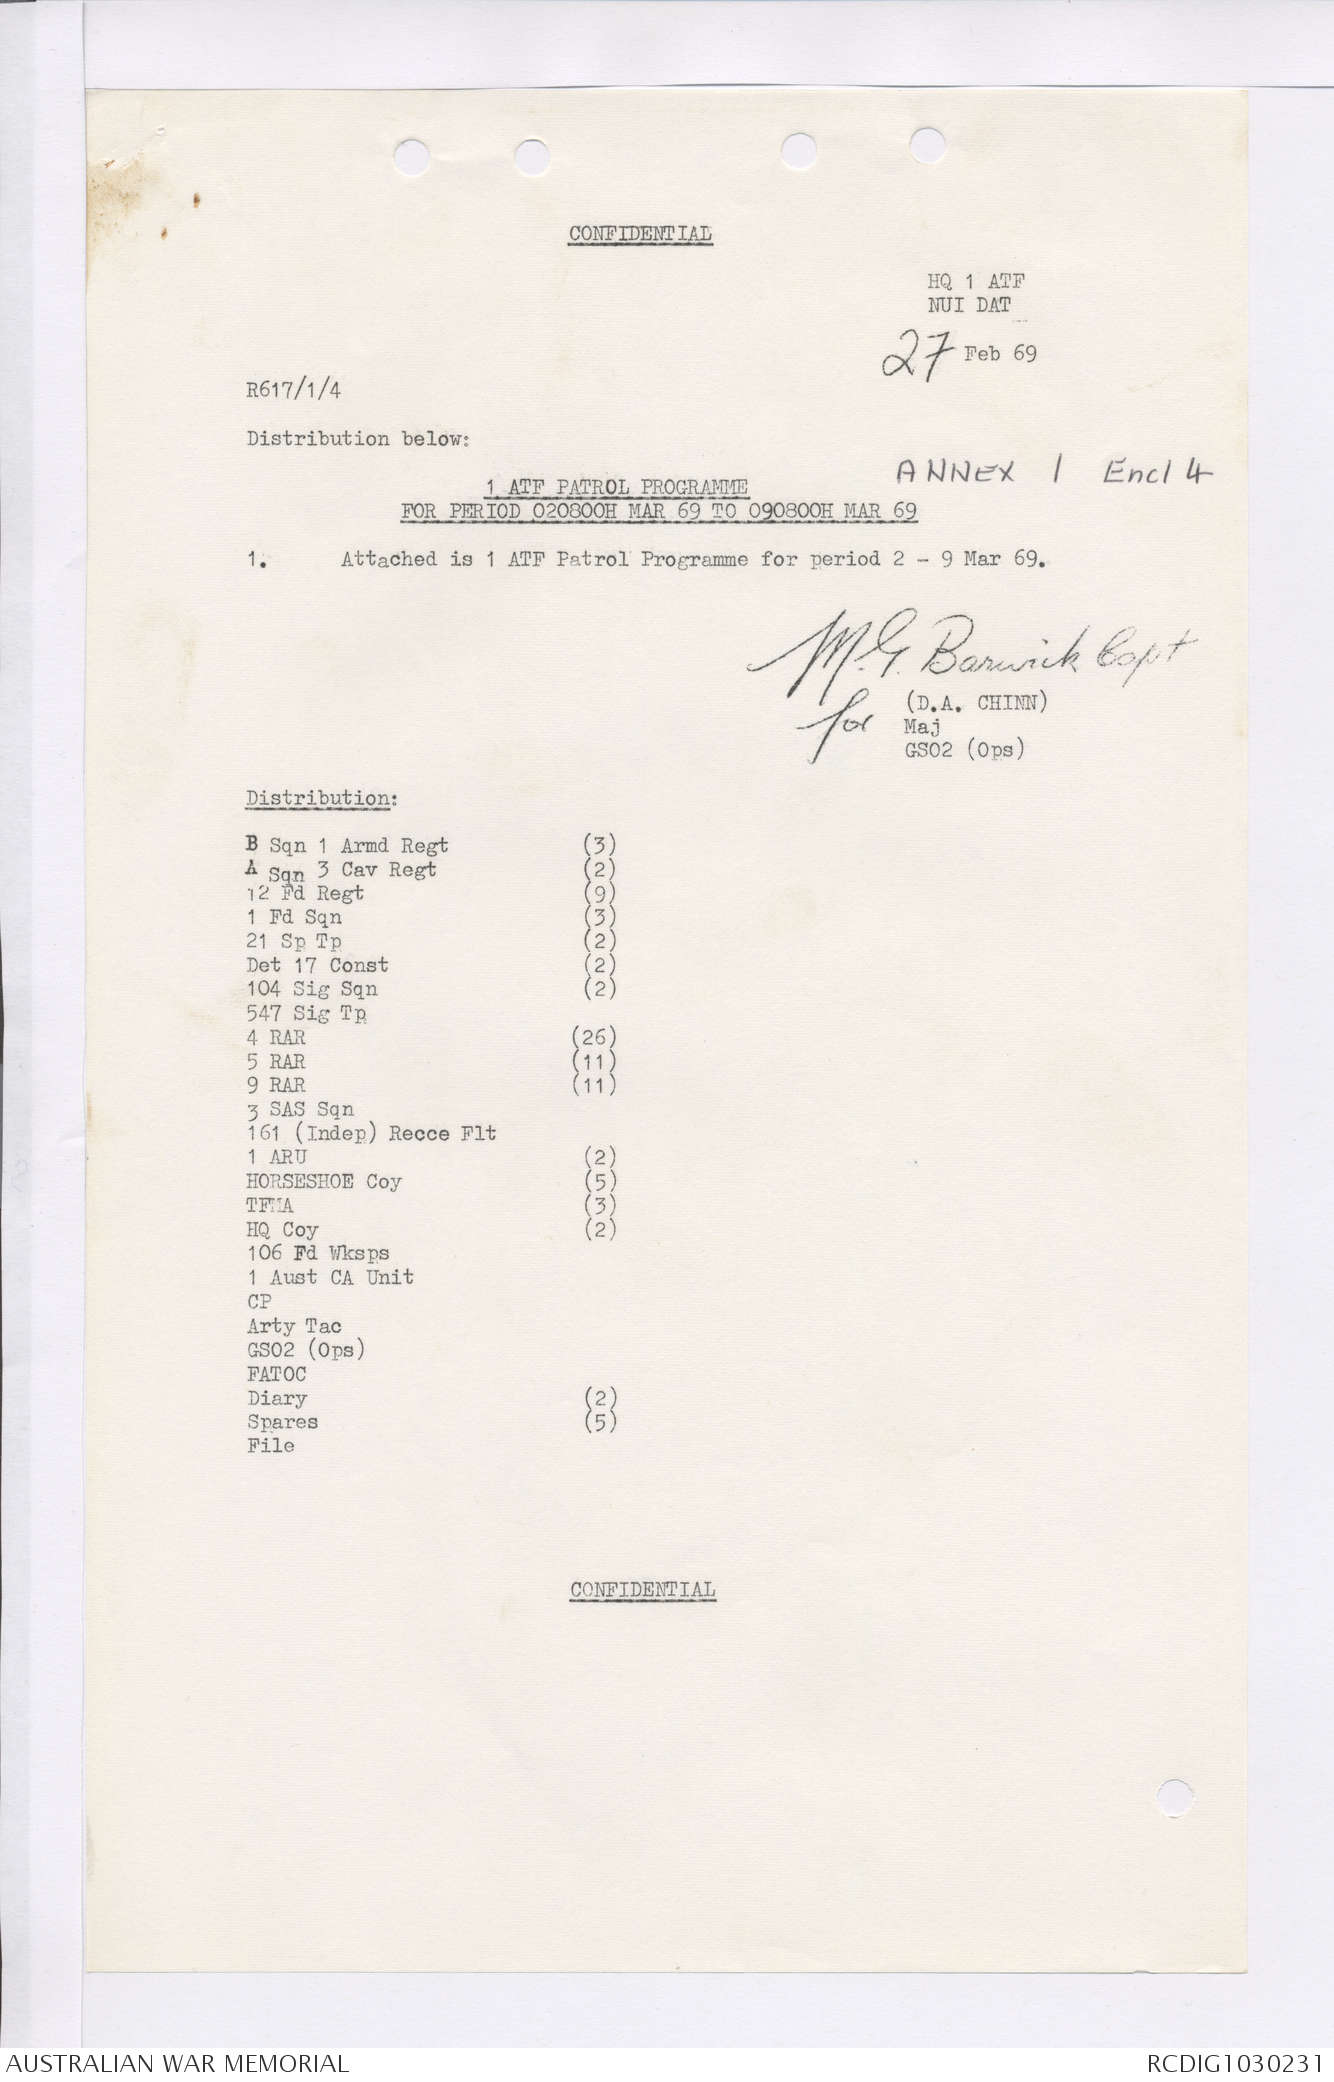 CONFIDENTIAL
HQ 1 ATF
NUI DAT
27 Feb 69
R617/1/4
Distribution below:
ANNEX 1 Encl 4
1 ATF PATROL PROGRAMME
FOR PERIOD 020800H MAR 69 TO 090800H MAR 69
1. Attached is 1 ATF Patrol Programme for period 2 - 9 Mar 69.
M.G. Barwick Capt
for (D.A. CHINN)
Maj
GSO2 (Ops)
Distribution:
B Sqn 1 Armd Regt (3)
A Sqn 3 Cav Regt (2)
12 Fd Regt (9)
1 Fd Sqn (3)
21 Sp Tp (2)
Det 17 Const (2)
104 Sig Sqn (2)
547 Sig Tp
4 RAR (26)
5 RAR (11)
9 RAR (11)
3 SAS Sqn
161 (Indep) Recce Flt
1 ARU (2)
HORSESHOE Coy (5)
TFMA (3)
HQ Coy (2)
106 Fd Wksps
1 Aust CA Unit
CP
Arty Tac
GSO2 (Ops)
FATOC
Diary (2)
Spares (5)
File
CONFIDENTIAL
AUSTRALIAN WAR MEMORIAL
RCDIG1030231